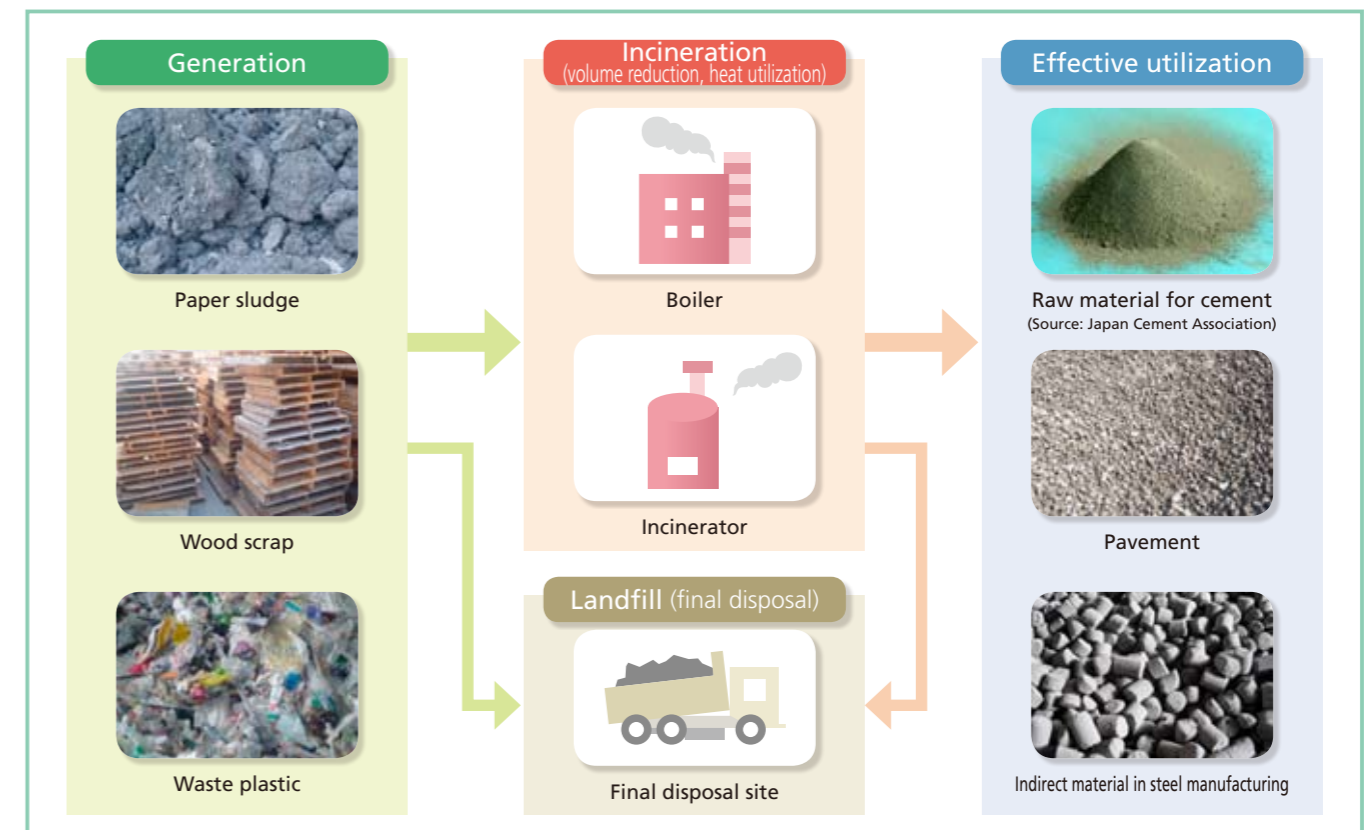 Generation
Paper sludge
Wood scrap
Waste plastic
Incineration
(volume reduction, heat utilization)
Boiler
Incinerator
Landfill (final disposal)
Final disposal site
Effective utilization
Raw material for cement
(Source: Japan Cement Association)
Pavement
Indirect material in steel manufacturing